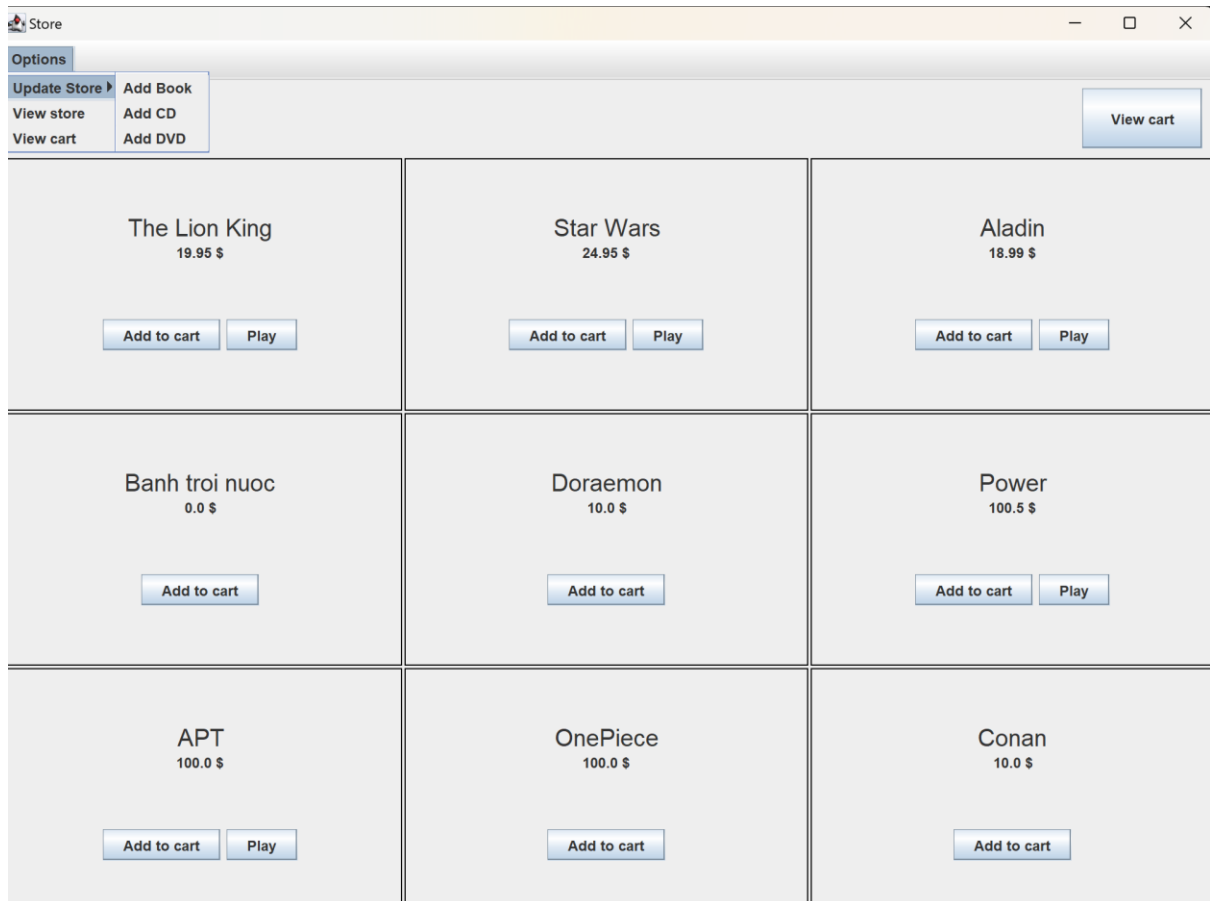 Store
Options
Update Store Add Book
View store Add CD
View cart Add DVD
View cart
The Lion King Star Wars Aladin
19.95 $ 24.95 $ 18.99 $
Add to cart Play Add to cart Play Add to cart Play
Banh troi nuoc Doraemon Power
0.0 $ 10.0 $ 100.5 $
Add to cart Add to cart Add to cart Play
APT OnePiece Conan
100.0 $ 100.0 $ 10.0 $
Add to cart Play Add to cart Add to cart